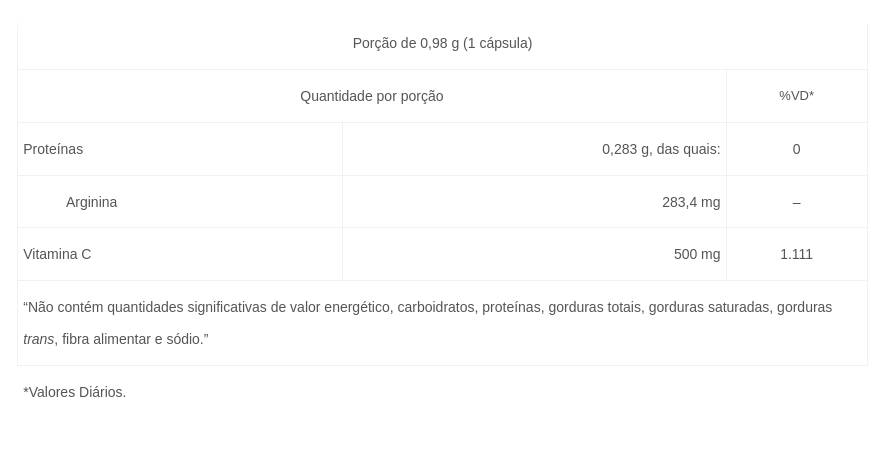 Porção de 0,98 g (1 cápsula)
Quantidade por porção %VD*
Proteínas 0,283 g, das quais: 0
Arginina 283,4 mg –
Vitamina C 500 mg 1.111
“Não contém quantidades significativas de valor energético, carboidratos, proteínas, gorduras totais, gorduras saturadas, gorduras
trans, fibra alimentar e sódio.”
*Valores Diários.